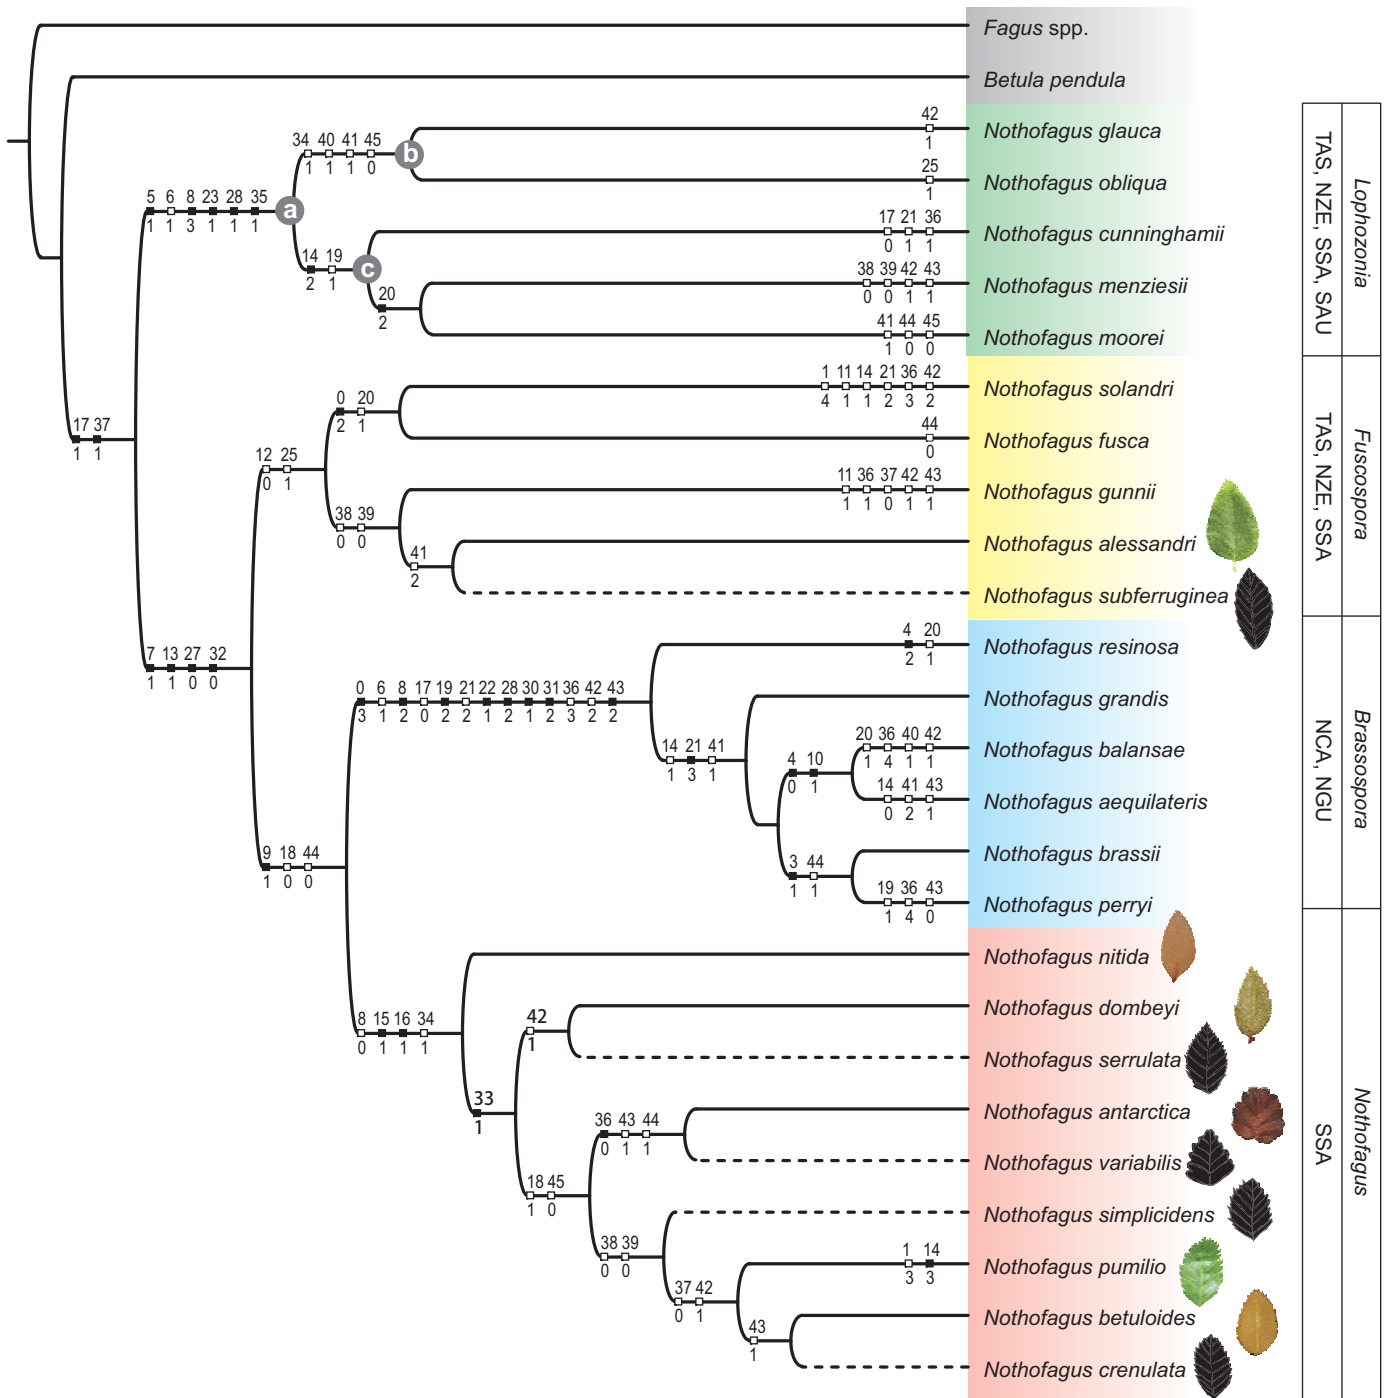 Fagus spp.
Betula pendula
42
1
Nothofagus glauca
34 40 41 45
1 1 1 0
b
25
1
Nothofagus obliqua
5 6 8 23 28 35
1 1 3 1 1 1
a
17 21 36
0 1 1
Nothofagus cunninghamii
14 19
2 1
c
38 39 42 43
0 0 1 1
Nothofagus menziesii
20
2
41 44 45
1 0 0
Nothofagus moorei
TAS, NZE, SSA, SAU
Lophozonia
17 37
1 1
1 11 14 21 36 42
4 1 1 2 3 2
Nothofagus solandri
0 20
2 1
44
0
Nothofagus fusca
12 25
0 1
11 36 37 42 43
1 1 0 1 1
Nothofagus gunnii
38 39
0 0
Nothofagus alessandri
41
2
Nothofagus subferruginea
TAS, NZE, SSA
Fuscospora
7 13 27 32
1 1 0 0
4 20
2 1
Nothofagus resinosa
0 6 8 17 19 21 22 28 30 31 36 42 43
3 1 2 0 2 2 1 2 1 2 3 2 2
Nothofagus grandis
14 21 41
1 3 1
20 36 40 42
1 4 1 1
Nothofagus balansae
4 10
0 1
14 41 43
0 2 1
Nothofagus aequilateris
Nothofagus brassii
3 44
1 1
19 36 43
1 4 0
Nothofagus perryi
NCA, NGU
Brassospora
9 18 44
1 0 0
Nothofagus nitida
8 15 16 34
0 1 1 1
Nothofagus dombeyi
42
1
Nothofagus serrulata
33
1
Nothofagus antarctica
36 43 44
0 1 1
Nothofagus variabilis
18 45
1 0
Nothofagus simplicidens
38 39
0 0
1 14
3 3
Nothofagus pumilio
37 42
0 1
Nothofagus betuloides
43
1
Nothofagus crenulata
SSA
Nothofagus